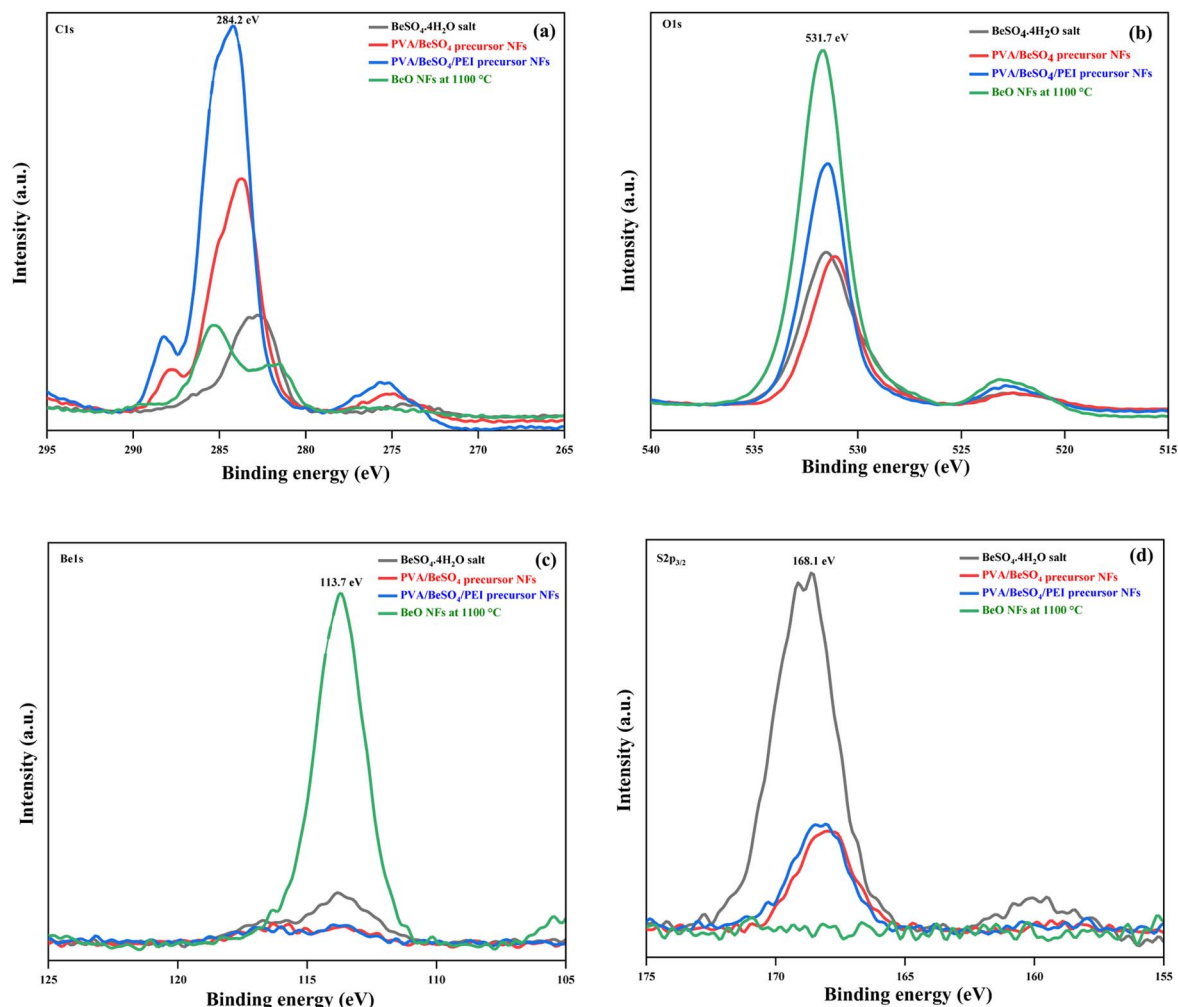 C1s
284.2 eV
(a)
BeSO₄.4H₂O salt
PVA/BeSO₄ precursor NFs
PVA/BeSO₄/PEI precursor NFs
BeO NFs at 1100 °C
Intensity (a.u.)
295 290 285 280 275 270 265
Binding energy (eV)
O1s
531.7 eV
(b)
BeSO₄.4H₂O salt
PVA/BeSO₄ precursor NFs
PVA/BeSO₄/PEI precursor NFs
BeO NFs at 1100 °C
Intensity (a.u.)
540 535 530 525 520 515
Binding energy (eV)
Be1s
113.7 eV
(c)
BeSO₄.4H₂O salt
PVA/BeSO₄ precursor NFs
PVA/BeSO₄/PEI precursor NFs
BeO NFs at 1100 °C
Intensity (a.u.)
125 120 115 110 105
Binding energy (eV)
S2p₃/₂
168.1 eV
(d)
BeSO₄.4H₂O salt
PVA/BeSO₄ precursor NFs
PVA/BeSO₄/PEI precursor NFs
BeO NFs at 1100 °C
Intensity (a.u.)
175 170 165 160 155
Binding energy (eV)